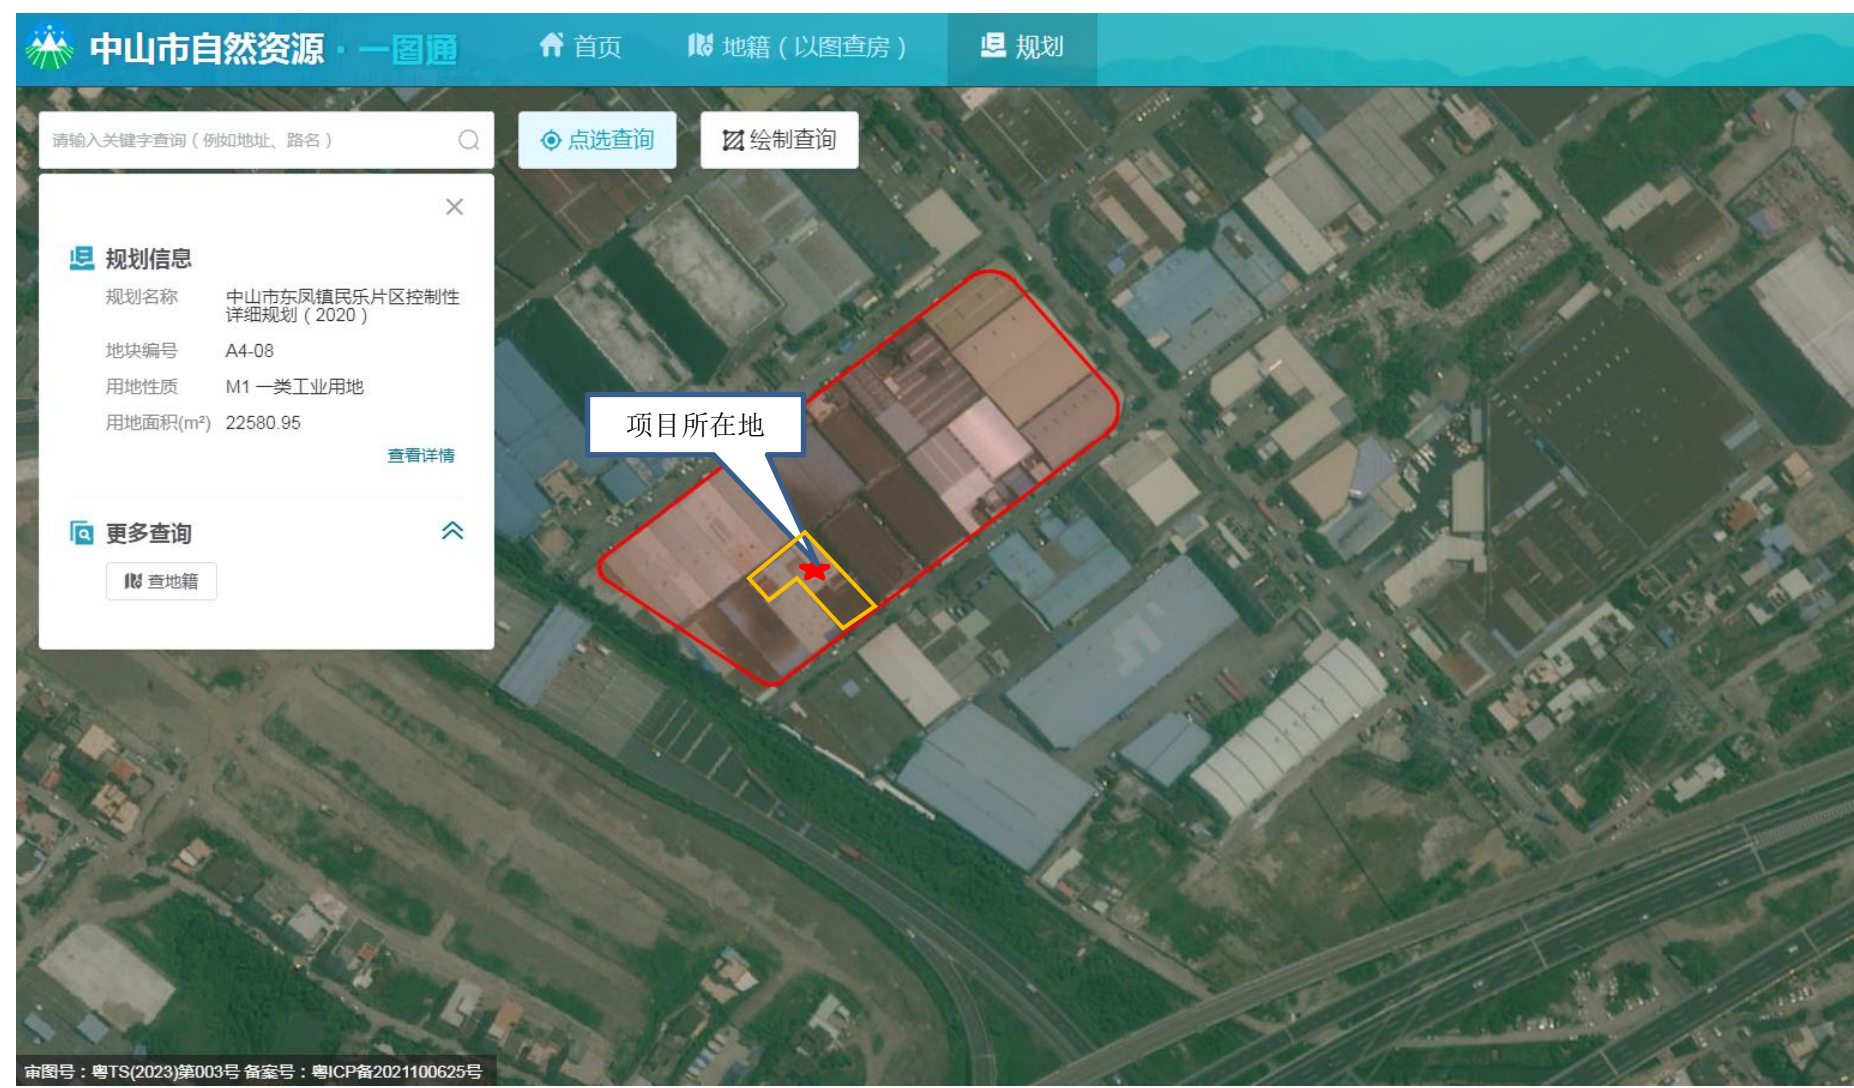 中山市自然资源·一图通
首页
地籍（以图查房）
规划
请输入关键字查询（例如地址、路名）
点选查询
绘制查询
规划信息
规划名称 中山市东凤镇民乐片区控制性
详细规划（2020）
地块编号 A4-08
用地性质 M1 一类工业用地
用地面积(m²) 22580.95
查看详情
更多查询
查地籍
项目所在地
审图号：粤TS(2023)第003号 备案号：粤ICP备2021100625号